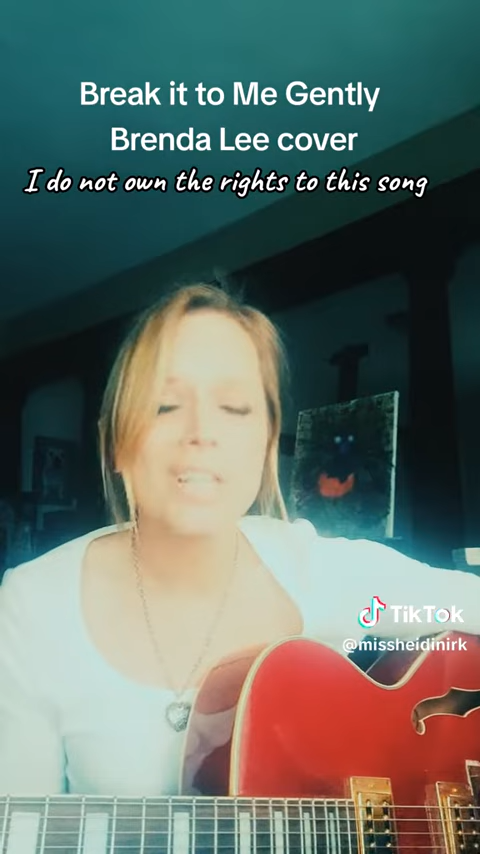 Break it to Me Gently
Brenda Lee cover
I do not own the rights to this song
TikTok
@missheidinirk